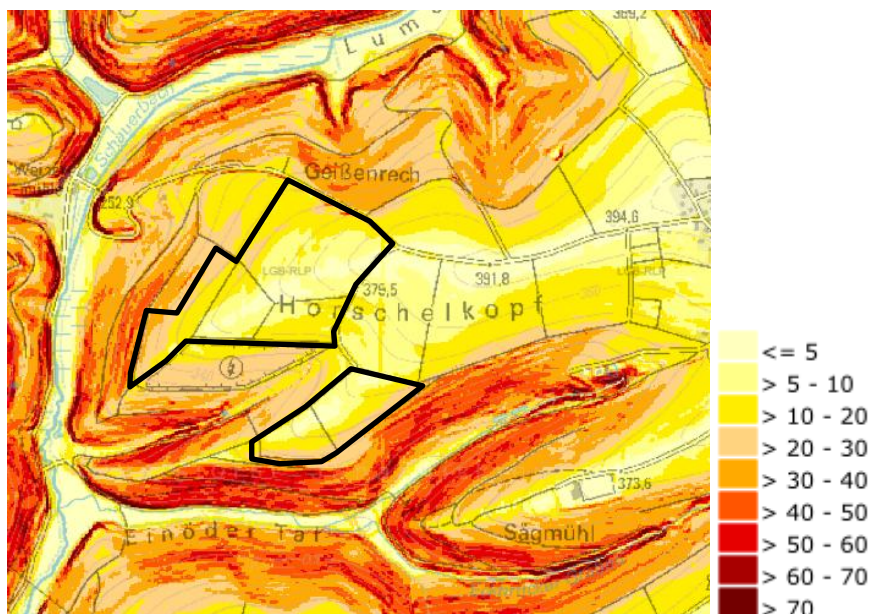 369,2
Lum
Schauerbach
Geißenrech
252,9
394,6
LGB-RLP
LGB-RLP
391,8
379,5
Horschelkopf
360
373,6
Einöder Tal
Sägmühl
<= 5
> 5 - 10
> 10 - 20
> 20 - 30
> 30 - 40
> 40 - 50
> 50 - 60
> 60 - 70
> 70